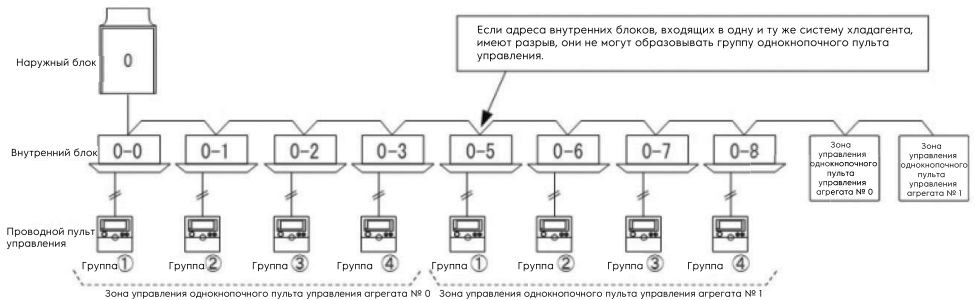 Если адреса внутренних блоков, входящих в одну и ту же систему хладагента,
имеют разрыв, они не могут образовывать группу однокнопочного пульта
управления.
Наружный блок
0
Внутренний блок
0-0
0-1
0-2
0-3
0-5
0-6
0-7
0-8
Зона
управления
однокнопочного
пульта
управления
агрегата № 0
Зона
управления
однокнопочного
пульта
управления
агрегата № 1
Проводной пульт
управления
Группа ①
Группа ②
Группа ③
Группа ④
Группа ①
Группа ②
Группа ③
Группа ④
Зона управления однокнопочного пульта управления агрегата № 0
Зона управления однокнопочного пульта управления агрегата № 1